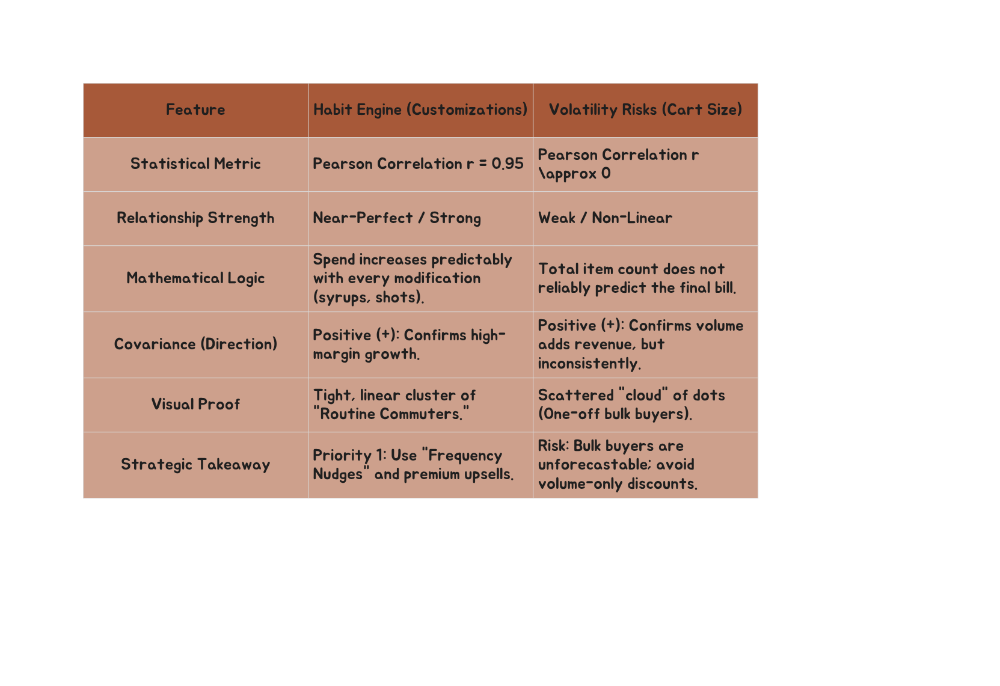 Feature
Habit Engine (Customizations)
Volatility Risks (Cart Size)
Statistical Metric
Pearson Correlation r = 0.95
Pearson Correlation r
\approx 0
Relationship Strength
Near-Perfect / Strong
Weak / Non-Linear
Mathematical Logic
Spend increases predictably
with every modification
(syrups, shots).
Total item count does not
reliably predict the final bill.
Covariance (Direction)
Positive (+): Confirms high-
margin growth.
Positive (+): Confirms volume
adds revenue, but
inconsistently.
Visual Proof
Tight, linear cluster of
"Routine Commuters."
Scattered "cloud" of dots
(One-off bulk buyers).
Strategic Takeaway
Priority 1: Use "Frequency
Nudges" and premium upsells.
Risk: Bulk buyers are
unforecastable; avoid
volume-only discounts.